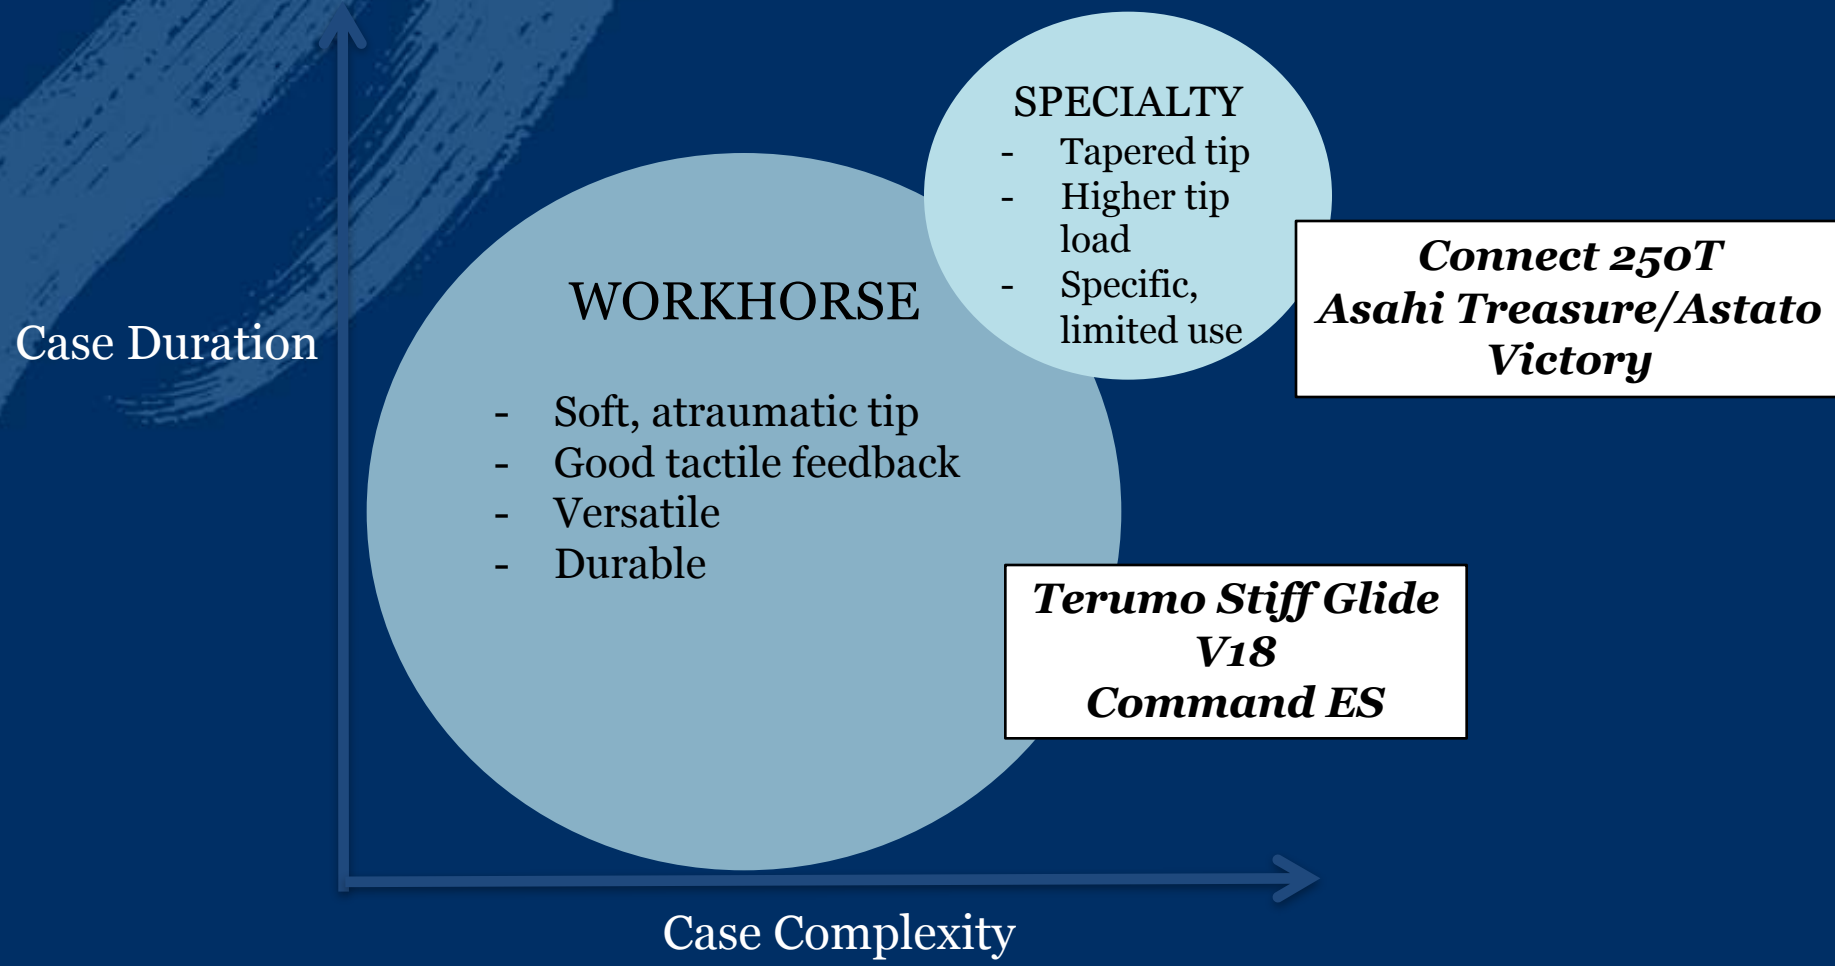 SPECIALTY
- Tapered tip
- Higher tip
load
- Specific,
limited use
Connect 250T
Asahi Treasure/Astato
Victory
WORKHORSE
- Soft, atraumatic tip
- Good tactile feedback
- Versatile
- Durable
Case Duration
Terumo Stiff Glide
V18
Command ES
Case Complexity